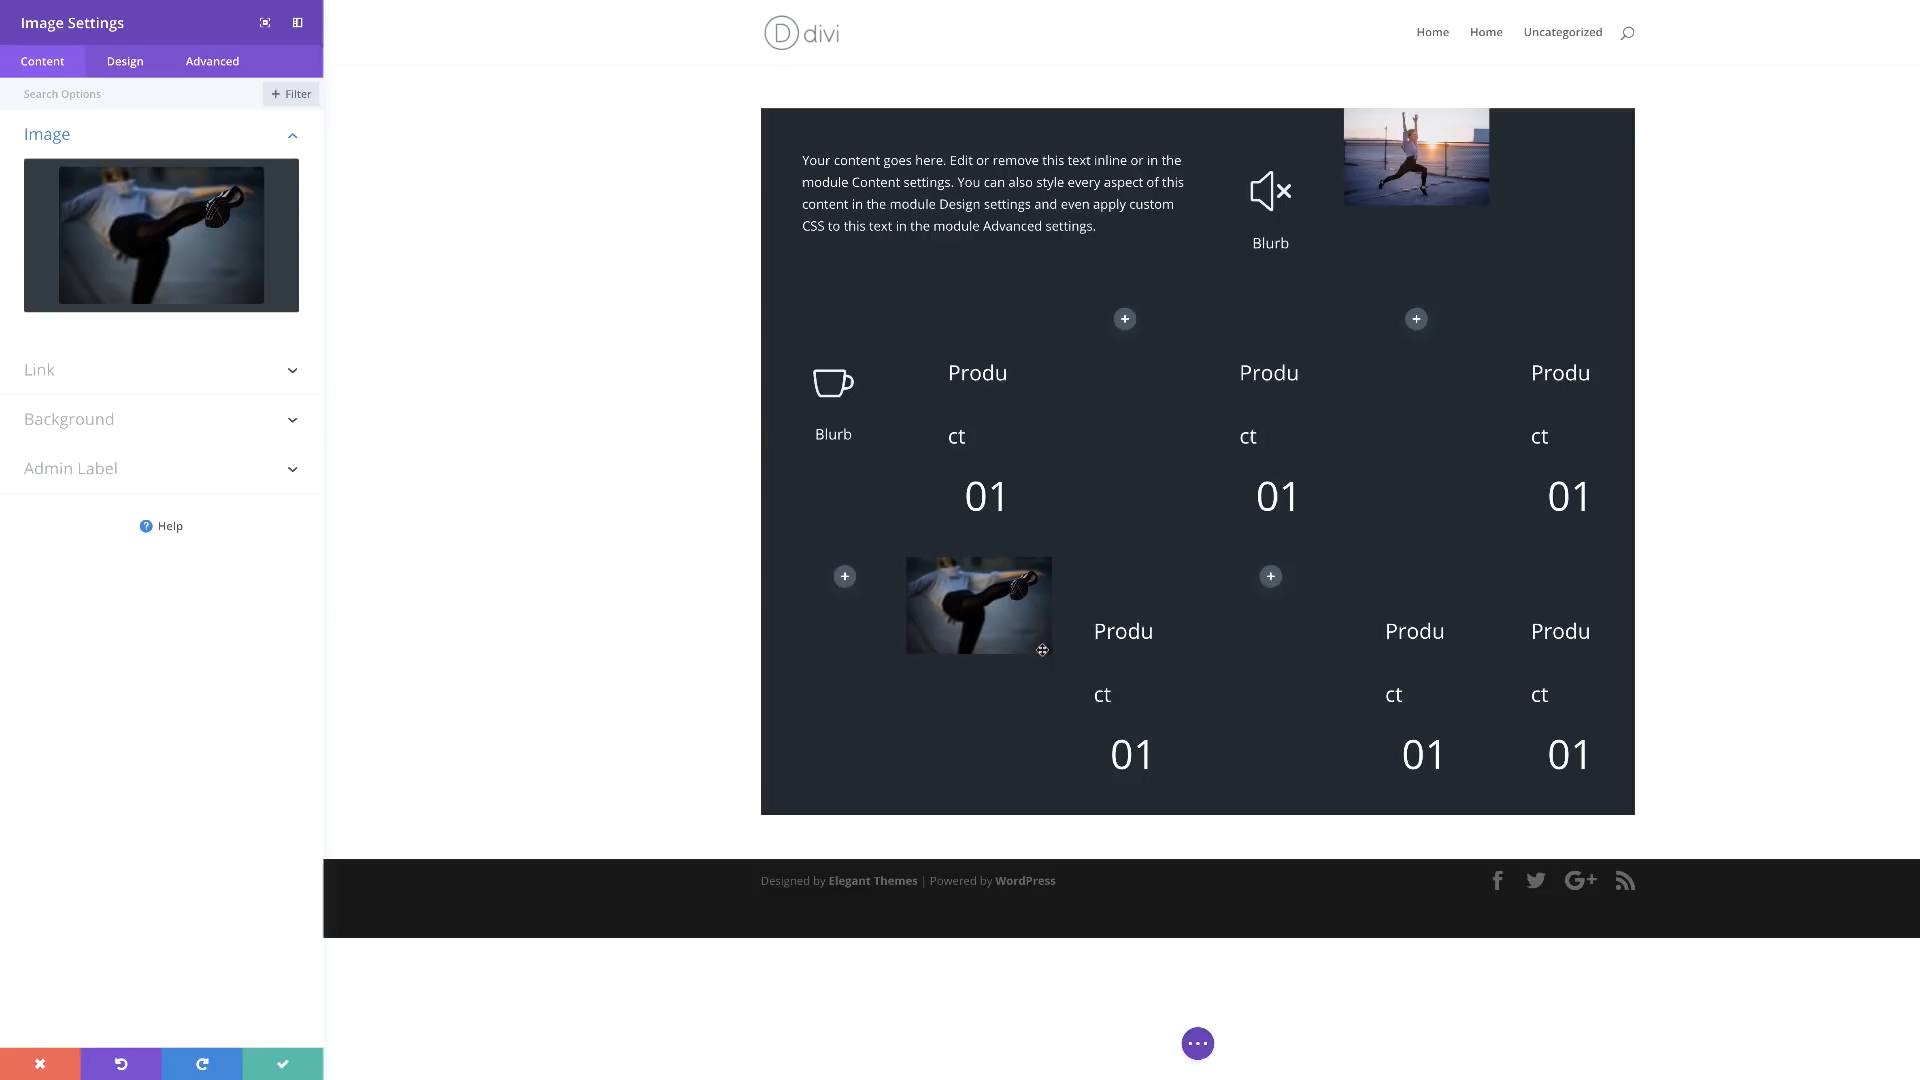 Image Settings
Content
Design
Advanced
Search Options
+ Filter
Image
Link
Background
Admin Label
? Help
D divi
Home
Home
Uncategorized
Your content goes here. Edit or remove this text inline or in the
module Content settings. You can also style every aspect of this
content in the module Design settings and even apply custom
CSS to this text in the module Advanced settings.
Blurb
Blurb
Produ
ct
01
Produ
ct
01
Produ
ct
01
Produ
ct
01
Produ
ct
01
Produ
ct
01
Designed by Elegant Themes | Powered by WordPress
G+